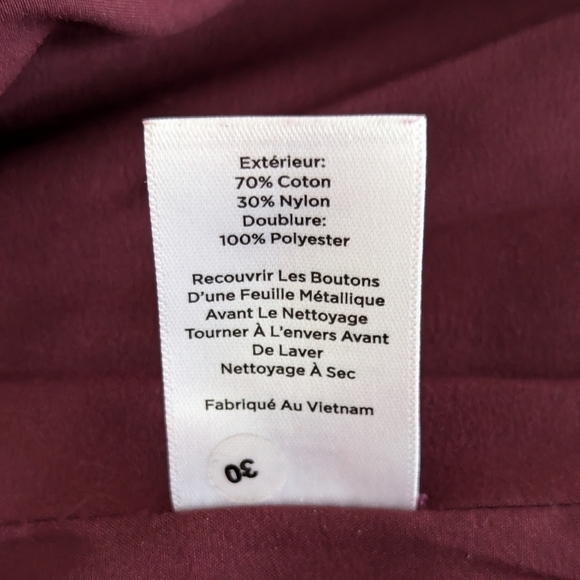 Extérieur:
70% Coton
30% Nylon
Doublure:
100% Polyester
Recouvrir Les Boutons
D'une Feuille Métallique
Avant Le Nettoyage
Tourner À L'envers Avant
De Laver
Nettoyage À Sec
Fabriqué Au Vietnam
30